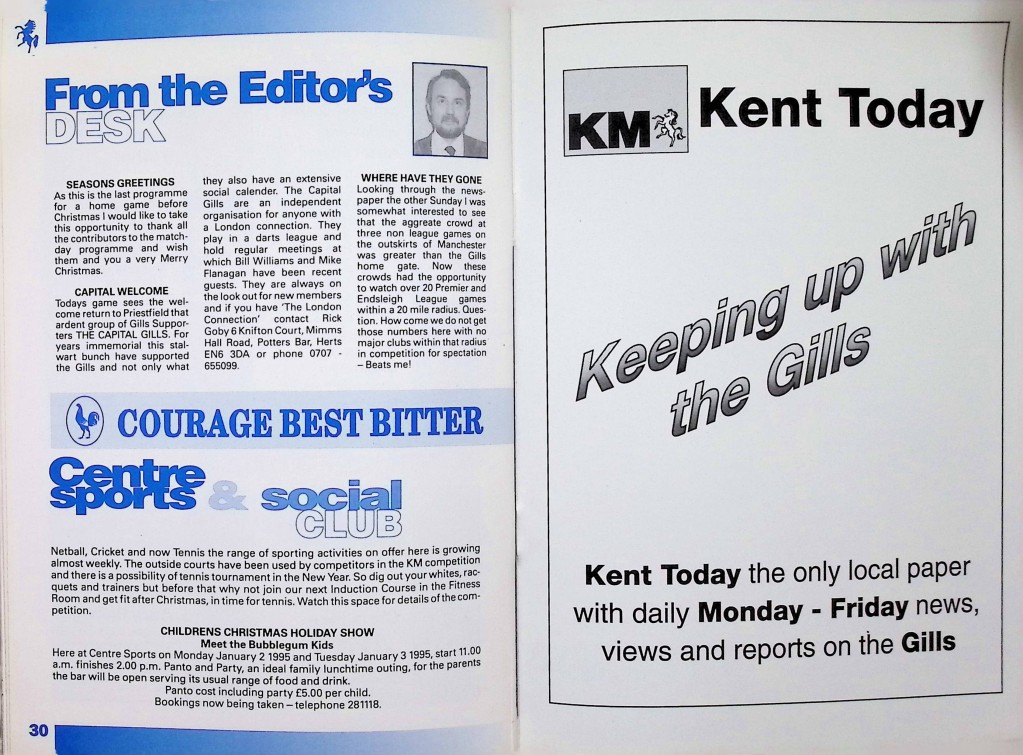 From the Editor's
DESK
SEASONS GREETINGS
As this is the last programme
for a home game before
Christmas I would like to take
this opportunity to thank all
the contributors to the match-
day programme and wish
them and you a very Merry
Christmas.
CAPITAL WELCOME
Todays game sees the wel-
come return to Priestfield that
ardent group of Gills Suppor-
ters THE CAPITAL GILLS. For
years immemorial this stal-
wart bunch have supported
the Gills and not only what
they also have an extensive
social calender. The Capital
Gills are an independent
organisation for anyone with
a London connection. They
play in a darts league and
hold regular meetings at
which Bill Williams and Mike
Flanagan have been recent
guests. They are always on
the look out for new members
and if you have 'The London
Connection' contact Rick
Goby 6 Knifton Court, Mimms
Hall Road, Potters Bar, Herts
EN6 3DA or phone 0707 -
655099.
WHERE HAVE THEY GONE
Looking through the news-
paper the other Sunday I was
somewhat interested to see
that the aggreate crowd at
three non league games on
the outskirts of Manchester
was greater than the Gills
home gate. Now these
crowds had the opportunity
to watch over 20 Premier and
Endsleigh League games
within a 20 mile radius. Ques-
tion. How come we do not get
those numbers here with no
major clubs within that radius
in competition for spectation
– Beats me!
COURAGE BEST BITTER
Centre
sports & social
CLUB
Netball, Cricket and now Tennis the range of sporting activities on offer here is growing
almost weekly. The outside courts have been used by competitors in the KM competition
and there is a possibility of tennis tournament in the New Year. So dig out your whites, rac-
quets and trainers but before that why not join our next Induction Course in the Fitness
Room and get fit after Christmas, in time for tennis. Watch this space for details of the com-
petition.
CHILDRENS CHRISTMAS HOLIDAY SHOW
Meet the Bubblegum Kids
Here at Centre Sports on Monday January 2 1995 and Tuesday January 3 1995, start 11.00
a.m. finishes 2.00 p.m. Panto and Party, an ideal family lunchtime outing, for the parents
the bar will be open serving its usual range of food and drink.
Panto cost including party £5.00 per child.
Bookings now being taken – telephone 281118.
30
KM Kent Today
Keeping up with
the Gills
Kent Today the only local paper
with daily Monday - Friday news,
views and reports on the Gills